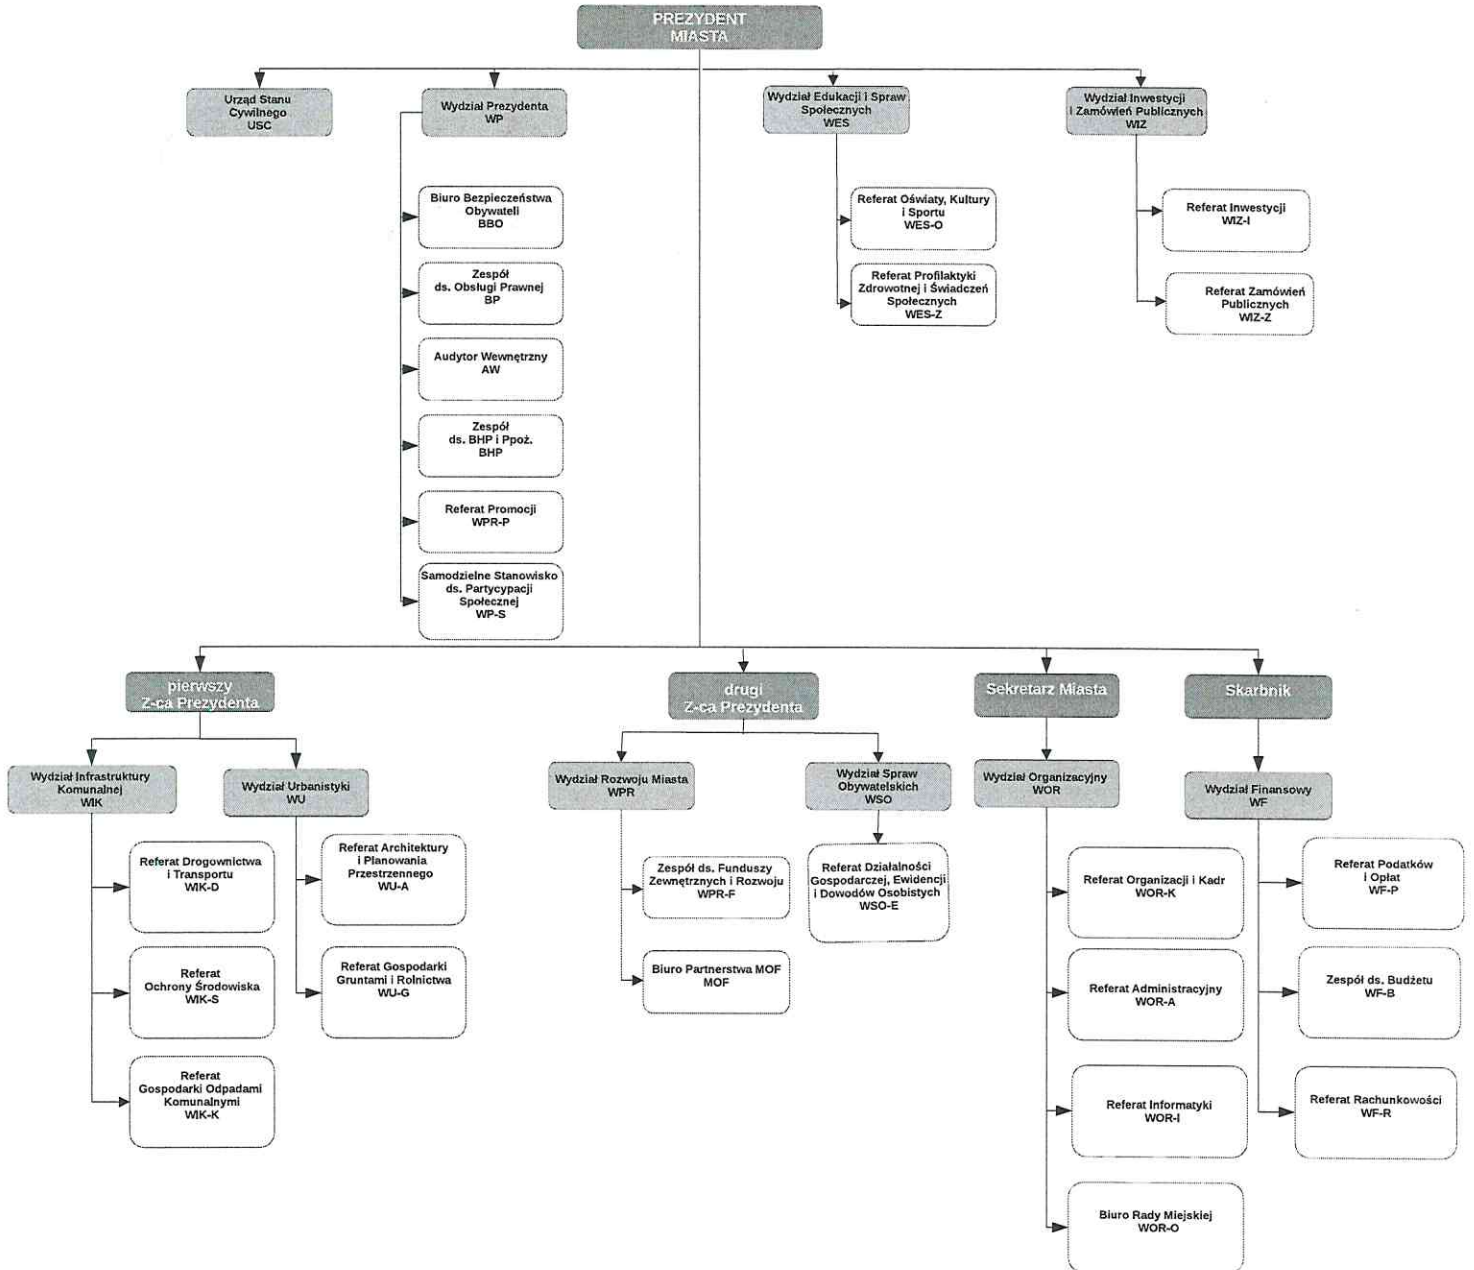 PREZYDENT
MIASTA
Urząd Stanu
Cywilnego
USC
Wydział Prezydenta
WP
Wydział Edukacji i Spraw
Społecznych
WES
Wydział Inwestycji
i Zamówień Publicznych
WIZ
Biuro Bezpieczeństwa
Obywateli
BBO
Zespół
ds. Obsługi Prawnej
BP
Audytor Wewnętrzny
AW
Zespół
ds. BHP i Ppoż.
BHP
Referat Promocji
WPR-P
Samodzielne Stanowisko
ds. Partycypacji
Społecznej
WP-S
Referat Oświaty, Kultury
i Sportu
WES-O
Referat Profilaktyki
Zdrowotnej i Świadczeń
Społecznych
WES-Z
Referat Inwestycji
WIZ-I
Referat Zamówień
Publicznych
WIZ-Z
pierwszy
Z-ca Prezydenta
drugi
Z-ca Prezydenta
Sekretarz Miasta
Skarbnik
Wydział Infrastruktury
Komunalnej
WIK
Wydział Urbanistyki
WU
Wydział Rozwoju Miasta
WPR
Wydział Spraw
Obywatelskich
WSO
Wydział Organizacyjny
WOR
Wydział Finansowy
WF
Referat Drogownictwa
i Transportu
WIK-D
Referat
Ochrony Środowiska
WIK-S
Referat
Gospodarki Odpadami
Komunalnymi
WIK-K
Referat Architektury
i Planowania
Przestrzennego
WU-A
Referat Gospodarki
Gruntami i Rolnictwa
WU-G
Zespół ds. Funduszy
Zewnętrznych i Rozwoju
WPR-F
Biuro Partnerstwa MOF
MOF
Referat Działalności
Gospodarczej, Ewidencji
i Dowodów Osobistych
WSO-E
Referat Organizacji i Kadr
WOR-K
Referat Administracyjny
WOR-A
Referat Informatyki
WOR-I
Biuro Rady Miejskiej
WOR-O
Referat Podatków
i Opłat
WF-P
Zespół ds. Budżetu
WF-B
Referat Rachunkowości
WF-R